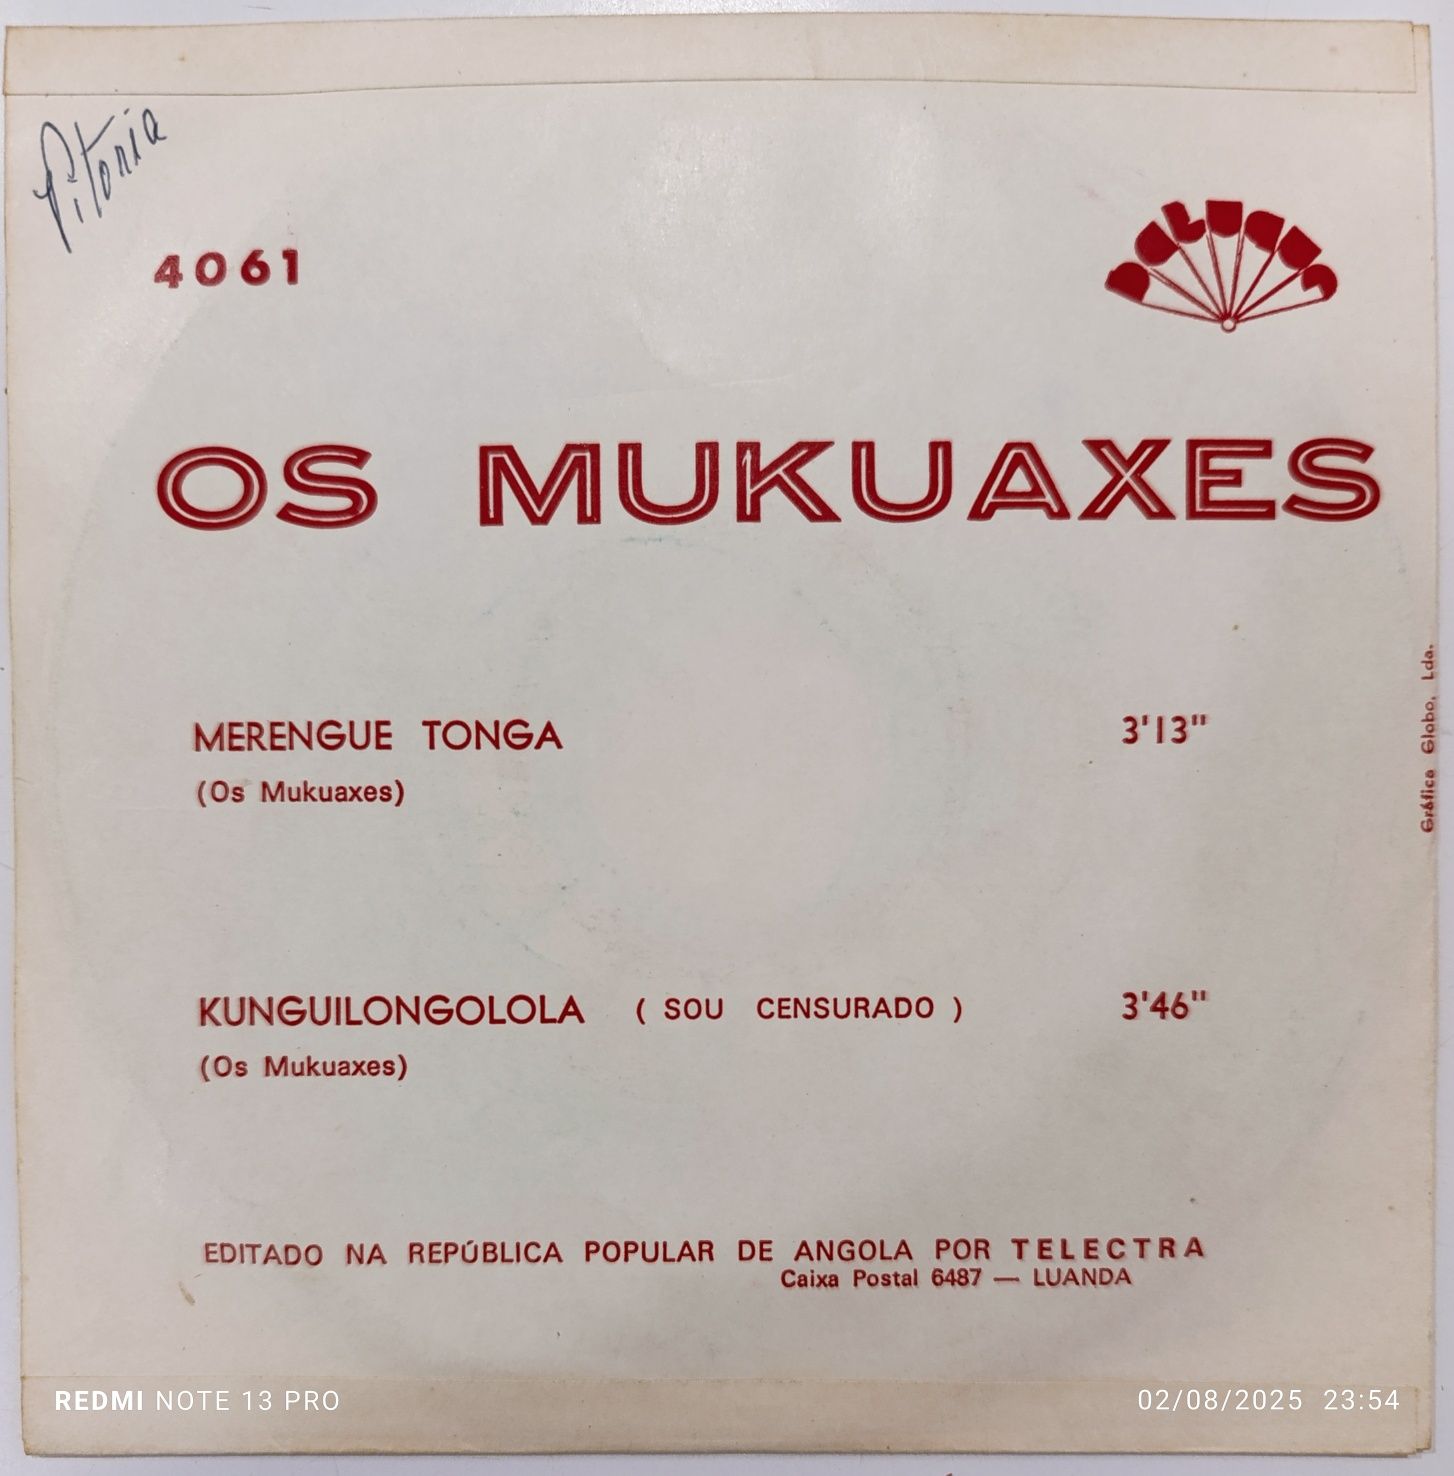 Pitonia
4061
OS MUKUAXES
MERENGUE TONGA 3'13"
(Os Mukuaxes)
KUNGUILONGOLOLA ( SOU CENSURADO ) 3'46"
(Os Mukuaxes)
EDITADO NA REPÚBLICA POPULAR DE ANGOLA POR TELECTRA
Caixa Postal 6487 — LUANDA
Gráfica Globo, Lda.
REDMI NOTE 13 PRO
02/08/2025 23:54